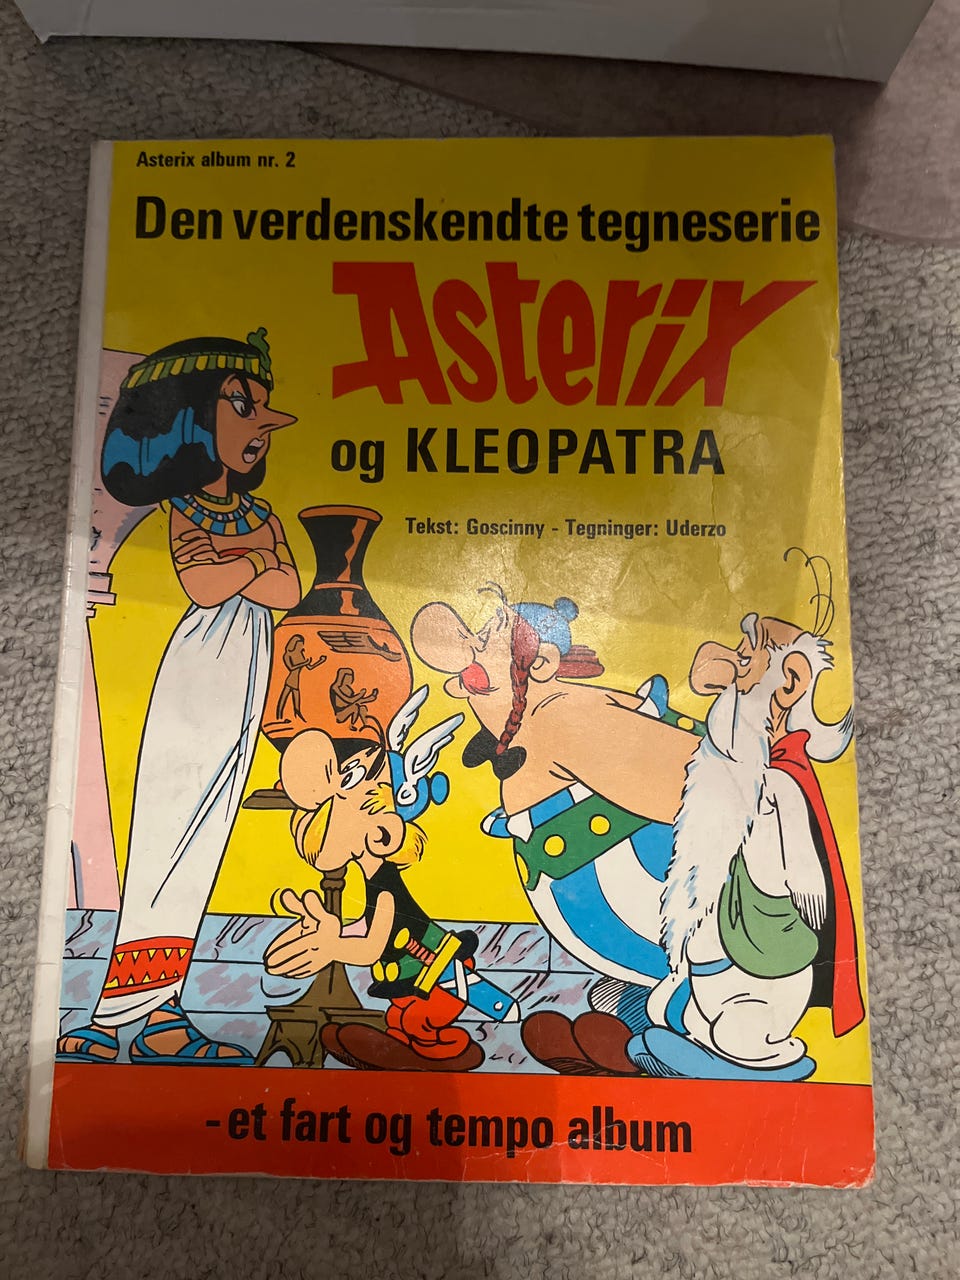 Asterix album nr. 2
Den verdenskendte tegneserie
Asterix
og KLEOPATRA
Tekst: Goscinny - Tegninger: Uderzo
- et fart og tempo album